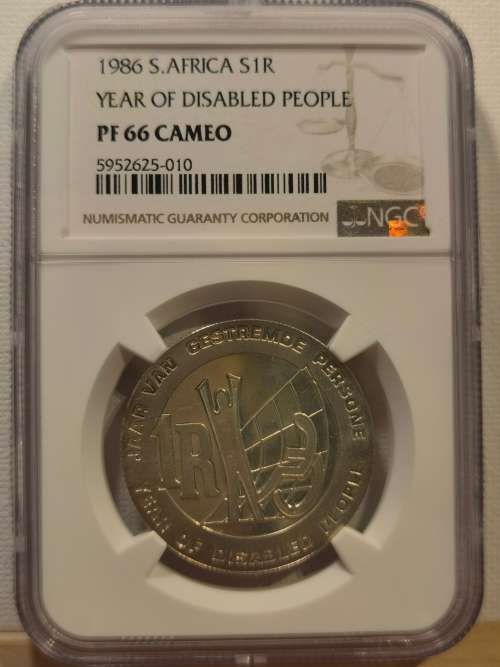 1986 S.AFRICA S1R
YEAR OF DISABLED PEOPLE
PF 66 CAMEO
5952625-010
NUMISMATIC GUARANTY CORPORATION
NGC
JAAR VAN GESTREMDE PERSONE
1R
YEAR OF DISABLED PEOPLE